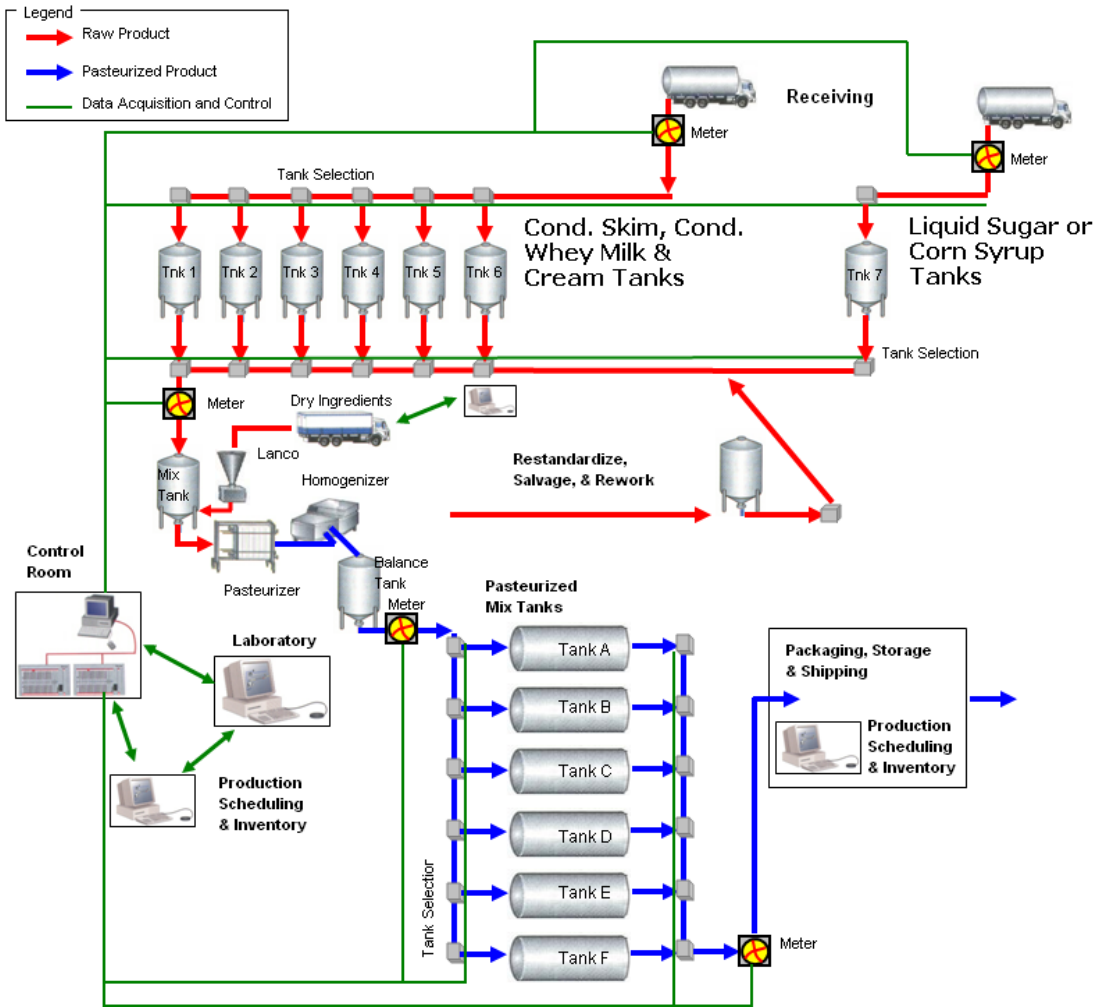 Legend
Raw Product
Pasteurized Product
Data Acquisition and Control
Receiving
Meter
Meter
Tank Selection
Tnk 1
Tnk 2
Tnk 3
Tnk 4
Tnk 5
Tnk 6
Cond. Skim, Cond.
Whey Milk &
Cream Tanks
Tnk 7
Liquid Sugar or
Corn Syrup
Tanks
Tank Selection
Meter
Dry Ingredients
Lanco
Mix
Tank
Homogenizer
Restandardize,
Salvage, & Rework
Pasteurizer
Balance
Tank
Meter
Control
Room
Laboratory
Production
Scheduling
& Inventory
Pasteurized
Mix Tanks
Tank A
Tank B
Tank C
Tank D
Tank E
Tank F
Tank Selection
Packaging, Storage
& Shipping
Production
Scheduling
& Inventory
Meter